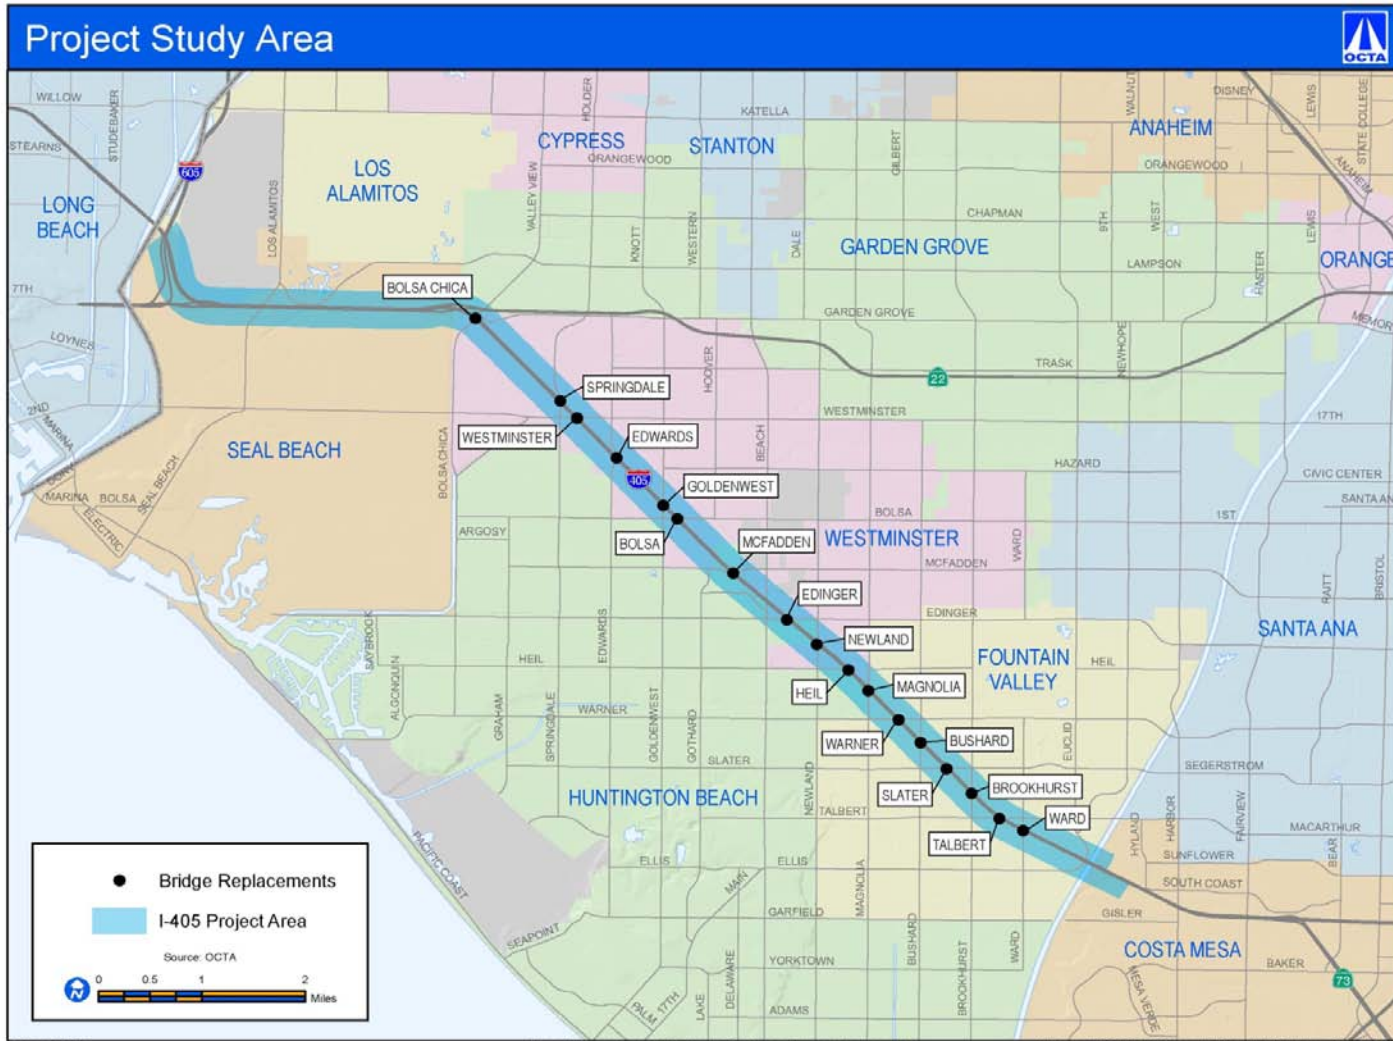 Project Study Area
OCTA
WILLOW
STUDEBAKER
STEARNS
605
LONG
BEACH
7TH
LOYNES
2ND
MARINA
MARINA
BOLSA
ELECTRIC
SEAL BEACH
SEAL BEACH
LOS ALAMITOS
LOS
ALAMITOS
HOLDER
CYPRESS
ORANGEWOOD
VALLEY VIEW
KNOTT
WESTERN
KATELLA
STANTON
DALE
GILBERT
GARDEN GROVE
CHAPMAN
9TH
WEST
LAMPSON
HASTER
WALNUT
DISNEY
LEWIS
STATE COLLEGE
ANAHEIM
ORANGEWOOD
ANAHEIM
LEWIS
ORANGE
GARDEN GROVE
TRASK
NEWHOPE
22
BOLSA CHICA
BOLSA CHICA
SPRINGDALE
WESTMINSTER
EDWARDS
405
GOLDENWEST
BOLSA
HOOVER
BEACH
WESTMINSTER
17TH
HAZARD
CIVIC CENTER
1ST
BOLSA
WESTMINSTER
MCFADDEN
WARD
MCFADDEN
EDINGER
EDINGER
RAITT
BRISTOL
SANTA ANA
ARGOSY
SAYBROOK
ALGONQUIN
HEIL
EDWARDS
GRAHAM
SPRINGDALE
WARNER
GOLDENWEST
GOTHARD
SLATER
NEWLAND
HEIL
MAGNOLIA
WARNER
BUSHARD
SLATER
BROOKHURST
TALBERT
WARD
FOUNTAIN
VALLEY
HEIL
EUCLID
SEGERSTROM
HYLAND
HARBOR
FAIRVIEW
MACARTHUR
BEAR
SUNFLOWER
SOUTH COAST
GISLER
COSTA MESA
BAKER
MESA VERDE
73
HUNTINGTON BEACH
NEWLAND
TALBERT
PACIFIC COAST
ELLIS
ELLIS
MAIN
MAGNOLIA
GARFIELD
SEAPOINT
YORKTOWN
BUSHARD
BROOKHURST
WARD
DELAWARE
LAKE
17TH
PALM
ADAMS
Bridge Replacements
I-405 Project Area
Source: OCTA
0 0.5 1 2
Miles